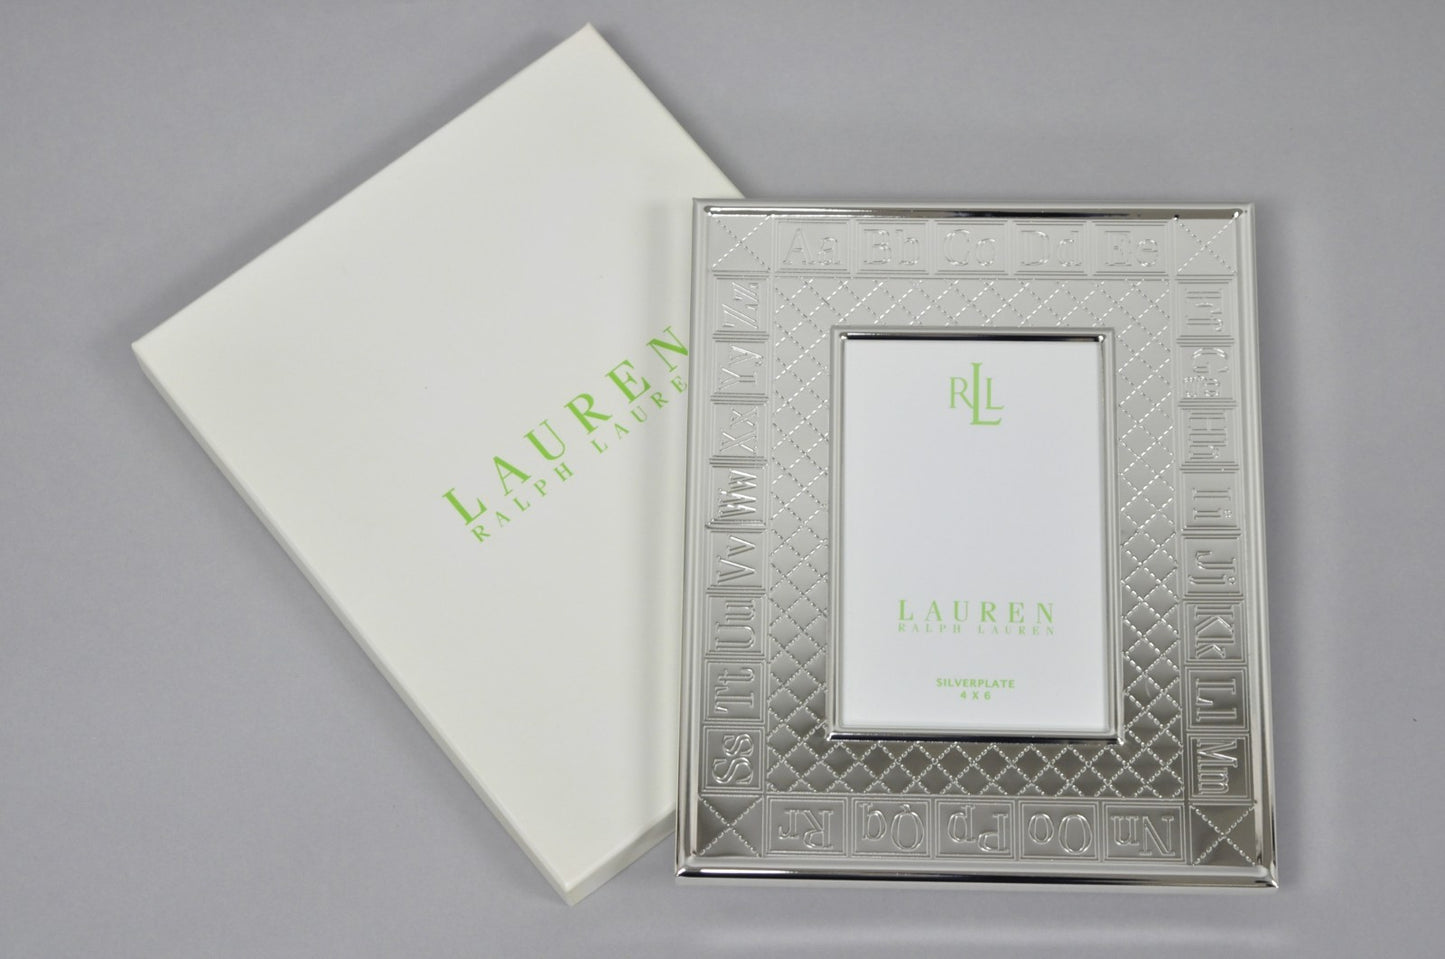 LAUREN
RALPH LAUREN
Aa Bb Cc Dd Ee
Ff
Gg
Hh
Ii
Jj
Kk
Ll
Mm
Nn
Oo
Pp
Qq
Rr
Ss
Tt
Uu
Vv
Ww
Xx
Yy
Zz
RLL
LAUREN
RALPH LAUREN
SILVERPLATE
4 X 6